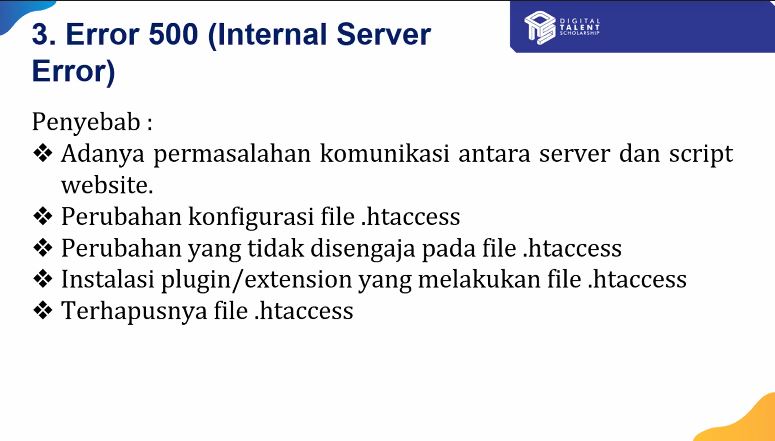 3. Error 500 (Internal Server
Error)
DIGITAL
TALENT
SCHOLARSHIP
Penyebab :
❖ Adanya permasalahan komunikasi antara server dan script
website.
❖ Perubahan konfigurasi file .htaccess
❖ Perubahan yang tidak disengaja pada file .htaccess
❖ Instalasi plugin/extension yang melakukan file .htaccess
❖ Terhapusnya file .htaccess